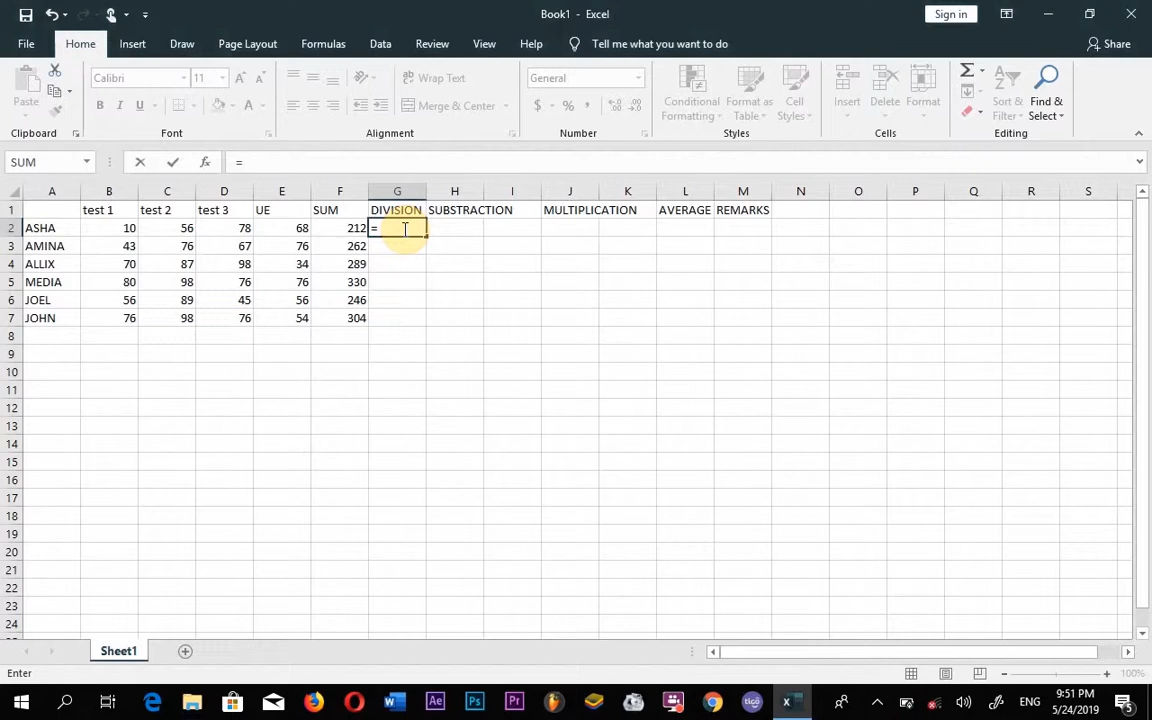 Book1 - Excel
Sign in
File Home Insert Draw Page Layout Formulas Data Review View Help Tell me what you want to do Share
Paste
Calibri 11
Wrap Text
General
Merge & Center
Conditional Formatting
Format as Table
Cell Styles
Insert
Delete
Format
Sort & Filter
Find & Select
Clipboard Font Alignment Number Styles Cells Editing
SUM fx =
A B C D E F G H I J K L M N O P Q R S
1 test 1 test 2 test 3 UE SUM DIVISION SUBSTRACTION MULTIPLICATION AVERAGE REMARKS
2 ASHA 10 56 78 68 212 =
3 AMINA 43 76 67 76 262
4 ALLIX 70 87 98 34 289
5 MEDIA 80 98 76 76 330
6 JOEL 56 89 45 56 246
7 JOHN 76 98 76 54 304
8
9
10
11
12
13
14
15
16
17
18
19
20
21
22
23
24
Sheet1
Enter
100%
ENG
9:51 PM
5/24/2019